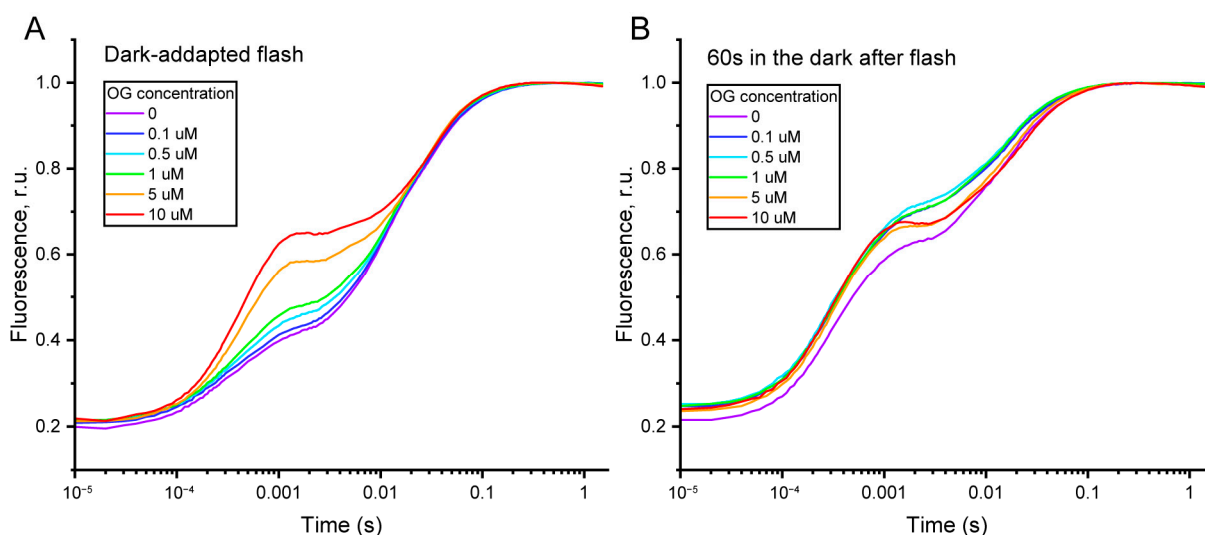 A
Dark-addapted flash
OG concentration
0
0.1 uM
0.5 uM
1 uM
5 uM
10 uM
Fluorescence, r.u.
1.0
0.8
0.6
0.4
0.2
10⁻⁵
10⁻⁴
0.001
0.01
0.1
1
Time (s)
B
60s in the dark after flash
OG concentration
0
0.1 uM
0.5 uM
1 uM
5 uM
10 uM
Fluorescence, r.u.
1.0
0.8
0.6
0.4
0.2
10⁻⁵
10⁻⁴
0.001
0.01
0.1
1
Time (s)